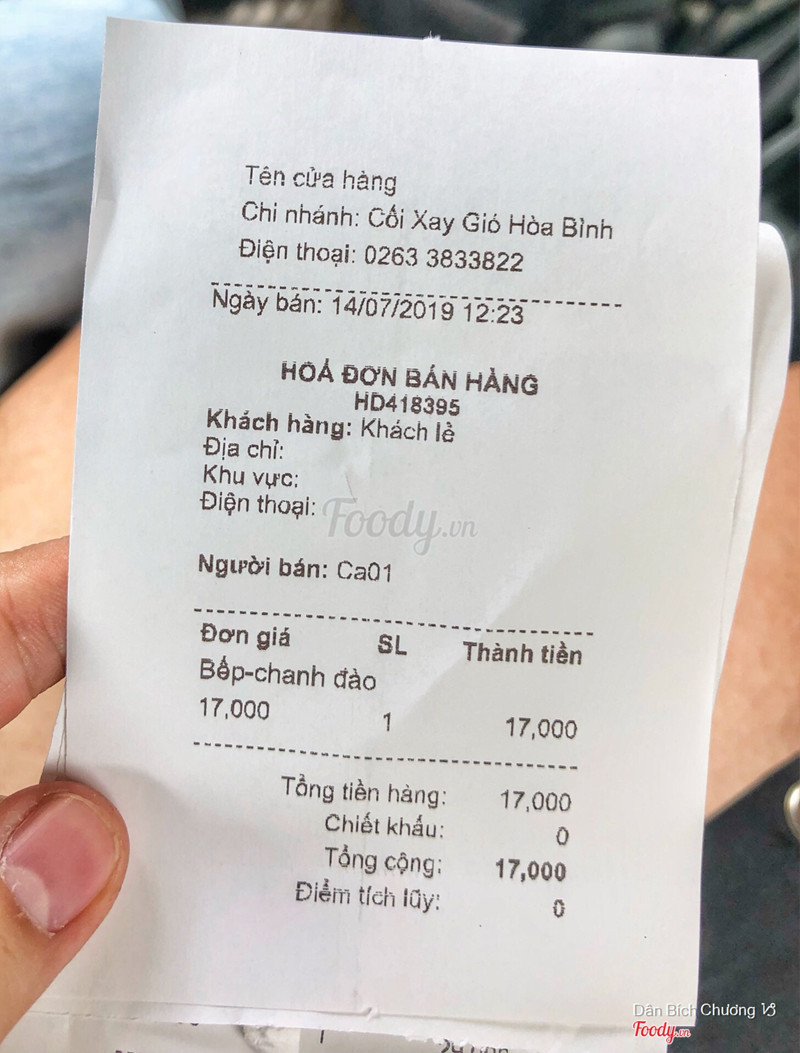 Tên cửa hàng
Chi nhánh: Cối Xay Gió Hòa Bình
Điện thoại: 0263 3833822
Ngày bán: 14/07/2019 12:23
HOÁ ĐƠN BÁN HÀNG
HD418395
Khách hàng: Khách lẻ
Địa chỉ:
Khu vực:
Điện thoại:
Foody.vn
Người bán: Ca01
Đơn giá SL Thành tiền
Bếp-chanh đào
17,000 1 17,000
Tổng tiền hàng: 17,000
Chiết khấu: 0
Tổng cộng: 17,000
Điểm tích lũy: 0
Dân Bích Chương
Foody.vn